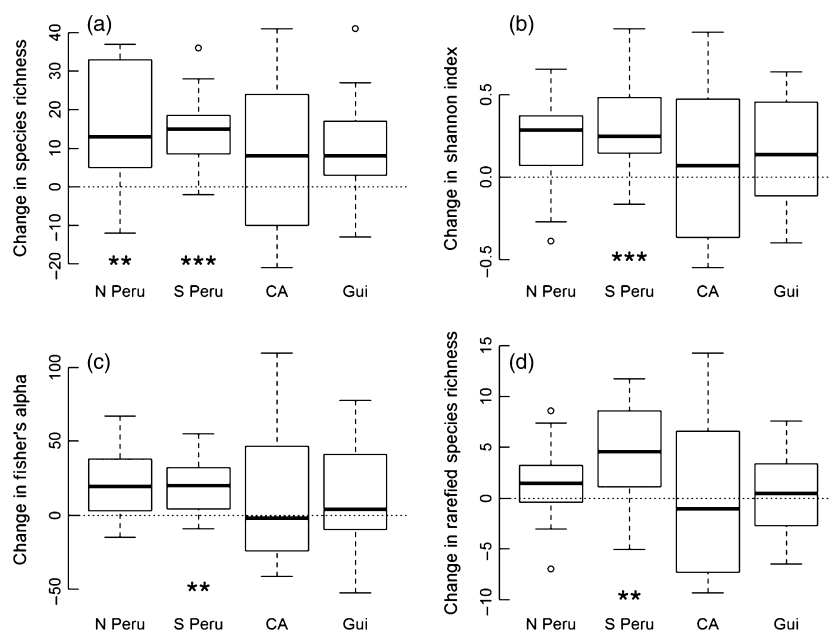 (a)
Change in species richness
40
30
20
10
0
−10
−20
** ***
N Peru S Peru CA Gui
(b)
Change in shannon index
0.5
0.0
−0.5
***
N Peru S Peru CA Gui
(c)
Change in fisher's alpha
100
50
0
−50
**
N Peru S Peru CA Gui
(d)
Change in rarefied species richness
15
10
5
0
−5
−10
**
N Peru S Peru CA Gui